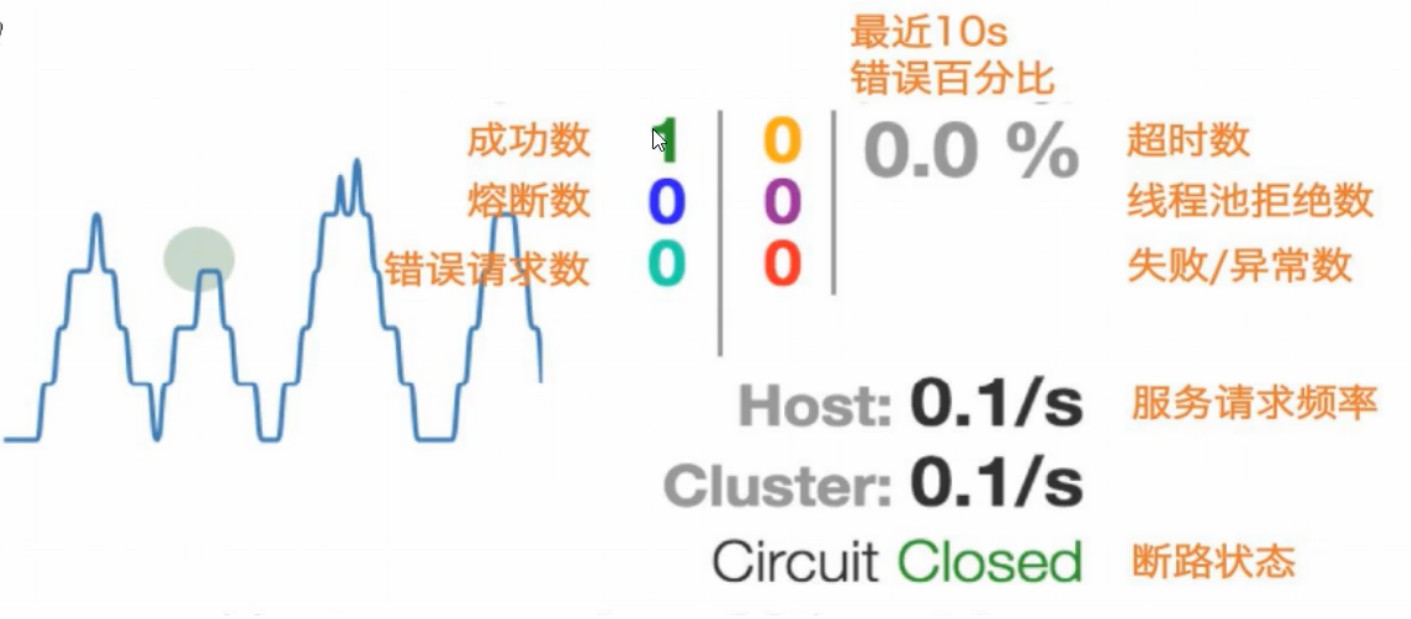 最近10s
错误百分比
成功数 1 0 0.0 % 超时数
熔断数 0 0 线程池拒绝数
错误请求数 0 0 失败/异常数
Host: 0.1/s 服务请求频率
Cluster: 0.1/s
Circuit Closed 断路状态